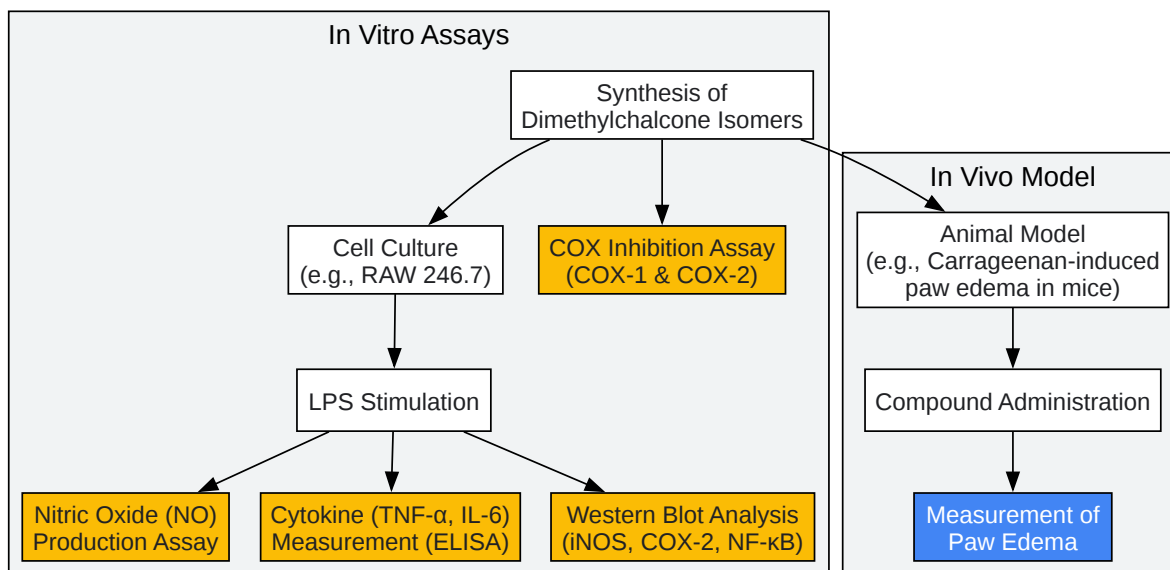 In Vitro Assays
Synthesis of
Dimethylchalcone Isomers
In Vivo Model
Cell Culture
(e.g., RAW 246.7)
COX Inhibition Assay
(COX-1 & COX-2)
Animal Model
(e.g., Carrageenan-induced
paw edema in mice)
LPS Stimulation
Compound Administration
Nitric Oxide (NO)
Production Assay
Cytokine (TNF-α, IL-6)
Measurement (ELISA)
Western Blot Analysis
(iNOS, COX-2, NF-κB)
Measurement of
Paw Edema